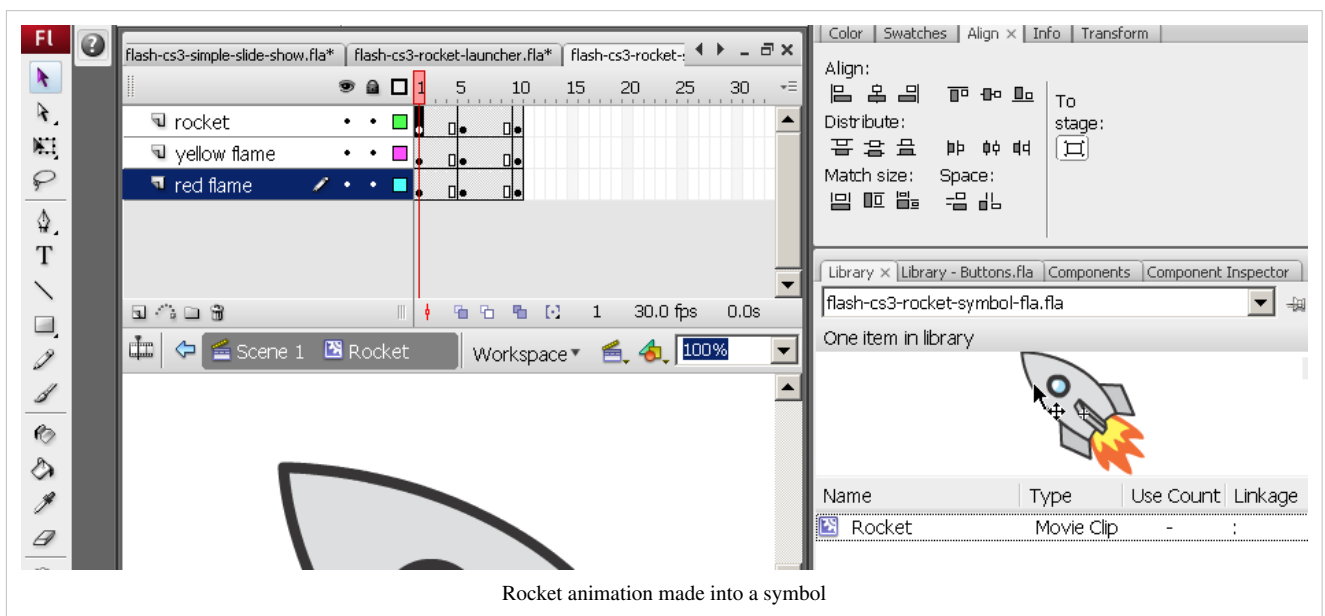 Fl
flash-cs3-simple-slide-show.fla* flash-cs3-rocket-launcher.fla* flash-cs3-rocket-
1 5 10 15 20 25 30
rocket
yellow flame
red flame
1 30.0 fps 0.0s
Scene 1 Rocket Workspace 100%
Color Swatches Align × Info Transform
Align:
To
stage:
Distribute:
Match size: Space:
Library × Library - Buttons.fla Components Component Inspector
flash-cs3-rocket-symbol-fla.fla
One item in library
Name Type Use Count Linkage
Rocket Movie Clip -
Rocket animation made into a symbol